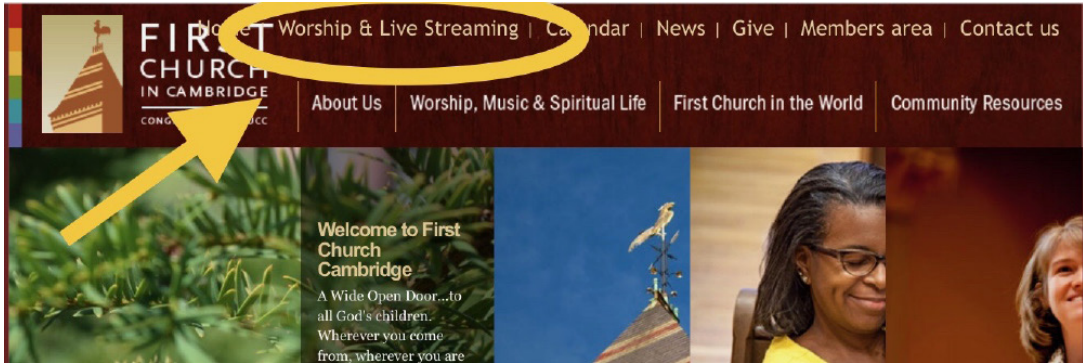 Home | Worship & Live Streaming | Calendar | News | Give | Members area | Contact us
FIRST
CHURCH
IN CAMBRIDGE
UCC
About Us | Worship, Music & Spiritual Life | First Church in the World | Community Resources
Welcome to First
Church
Cambridge
A Wide Open Door...to
all God's children.
Wherever you come
from, wherever you are